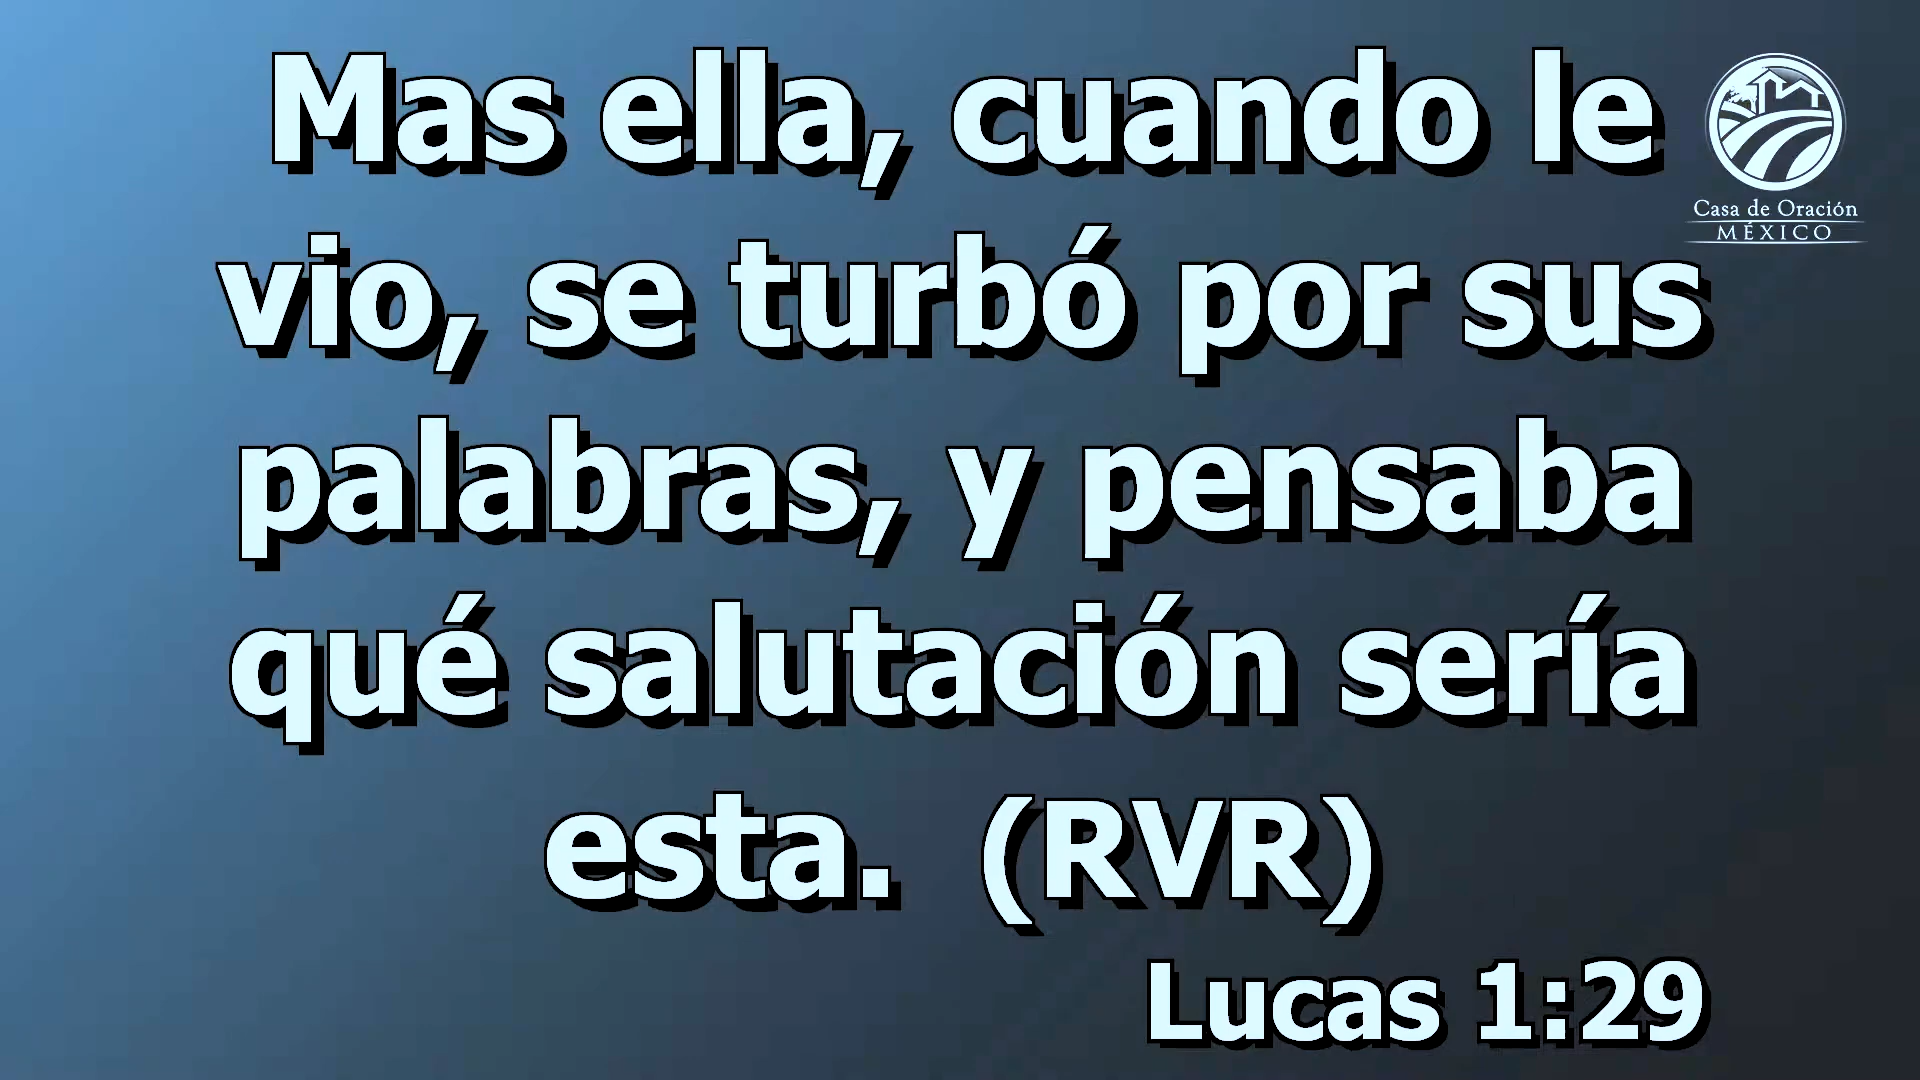 Mas ella, cuando le
vio, se turbó por sus
palabras, y pensaba
qué salutación sería
esta.  (RVR)
Lucas 1:29
Casa de Oración
MÉXICO